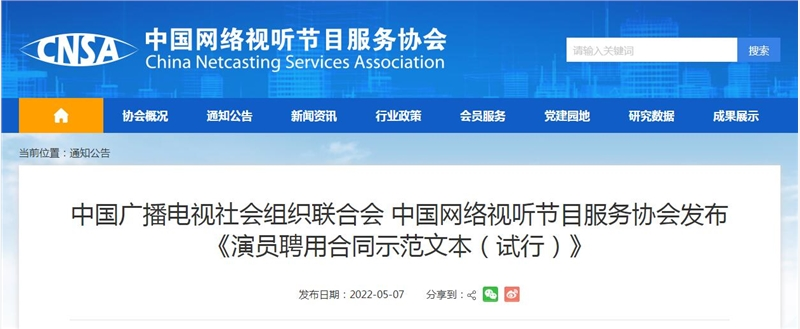 CNSA
中国网络视听节目服务协会
China Netcasting Services Association
请输入关键词
搜索
协会概况 通知公告 新闻资讯 行业政策 会员服务 党建园地 研究数据 成果展示
当前位置：通知公告
中国广播电视社会组织联合会 中国网络视听节目服务协会发布
《演员聘用合同示范文本（试行）》
发布日期：2022-05-07 分享到：